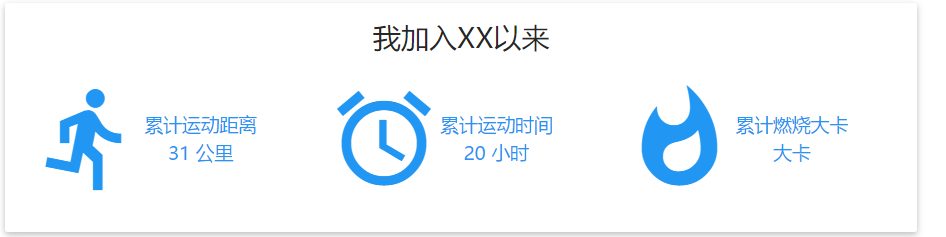 我加入XX以来
累计运动距离
31 公里
累计运动时间
20 小时
累计燃烧大卡
大卡